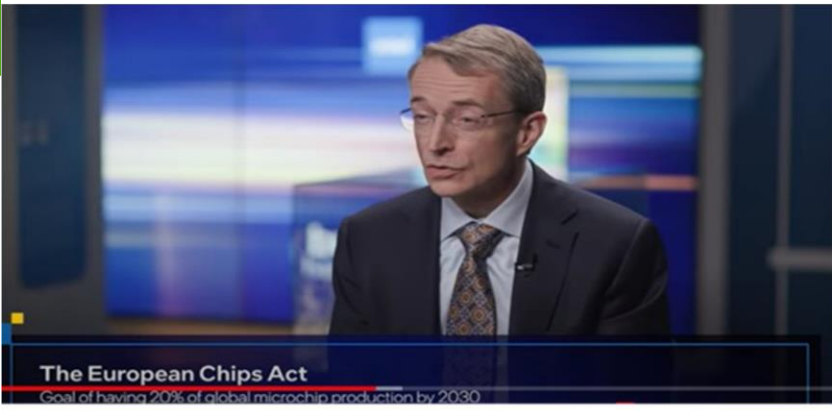 The European Chips Act
Goal of having 20% of global microchip production by 2030